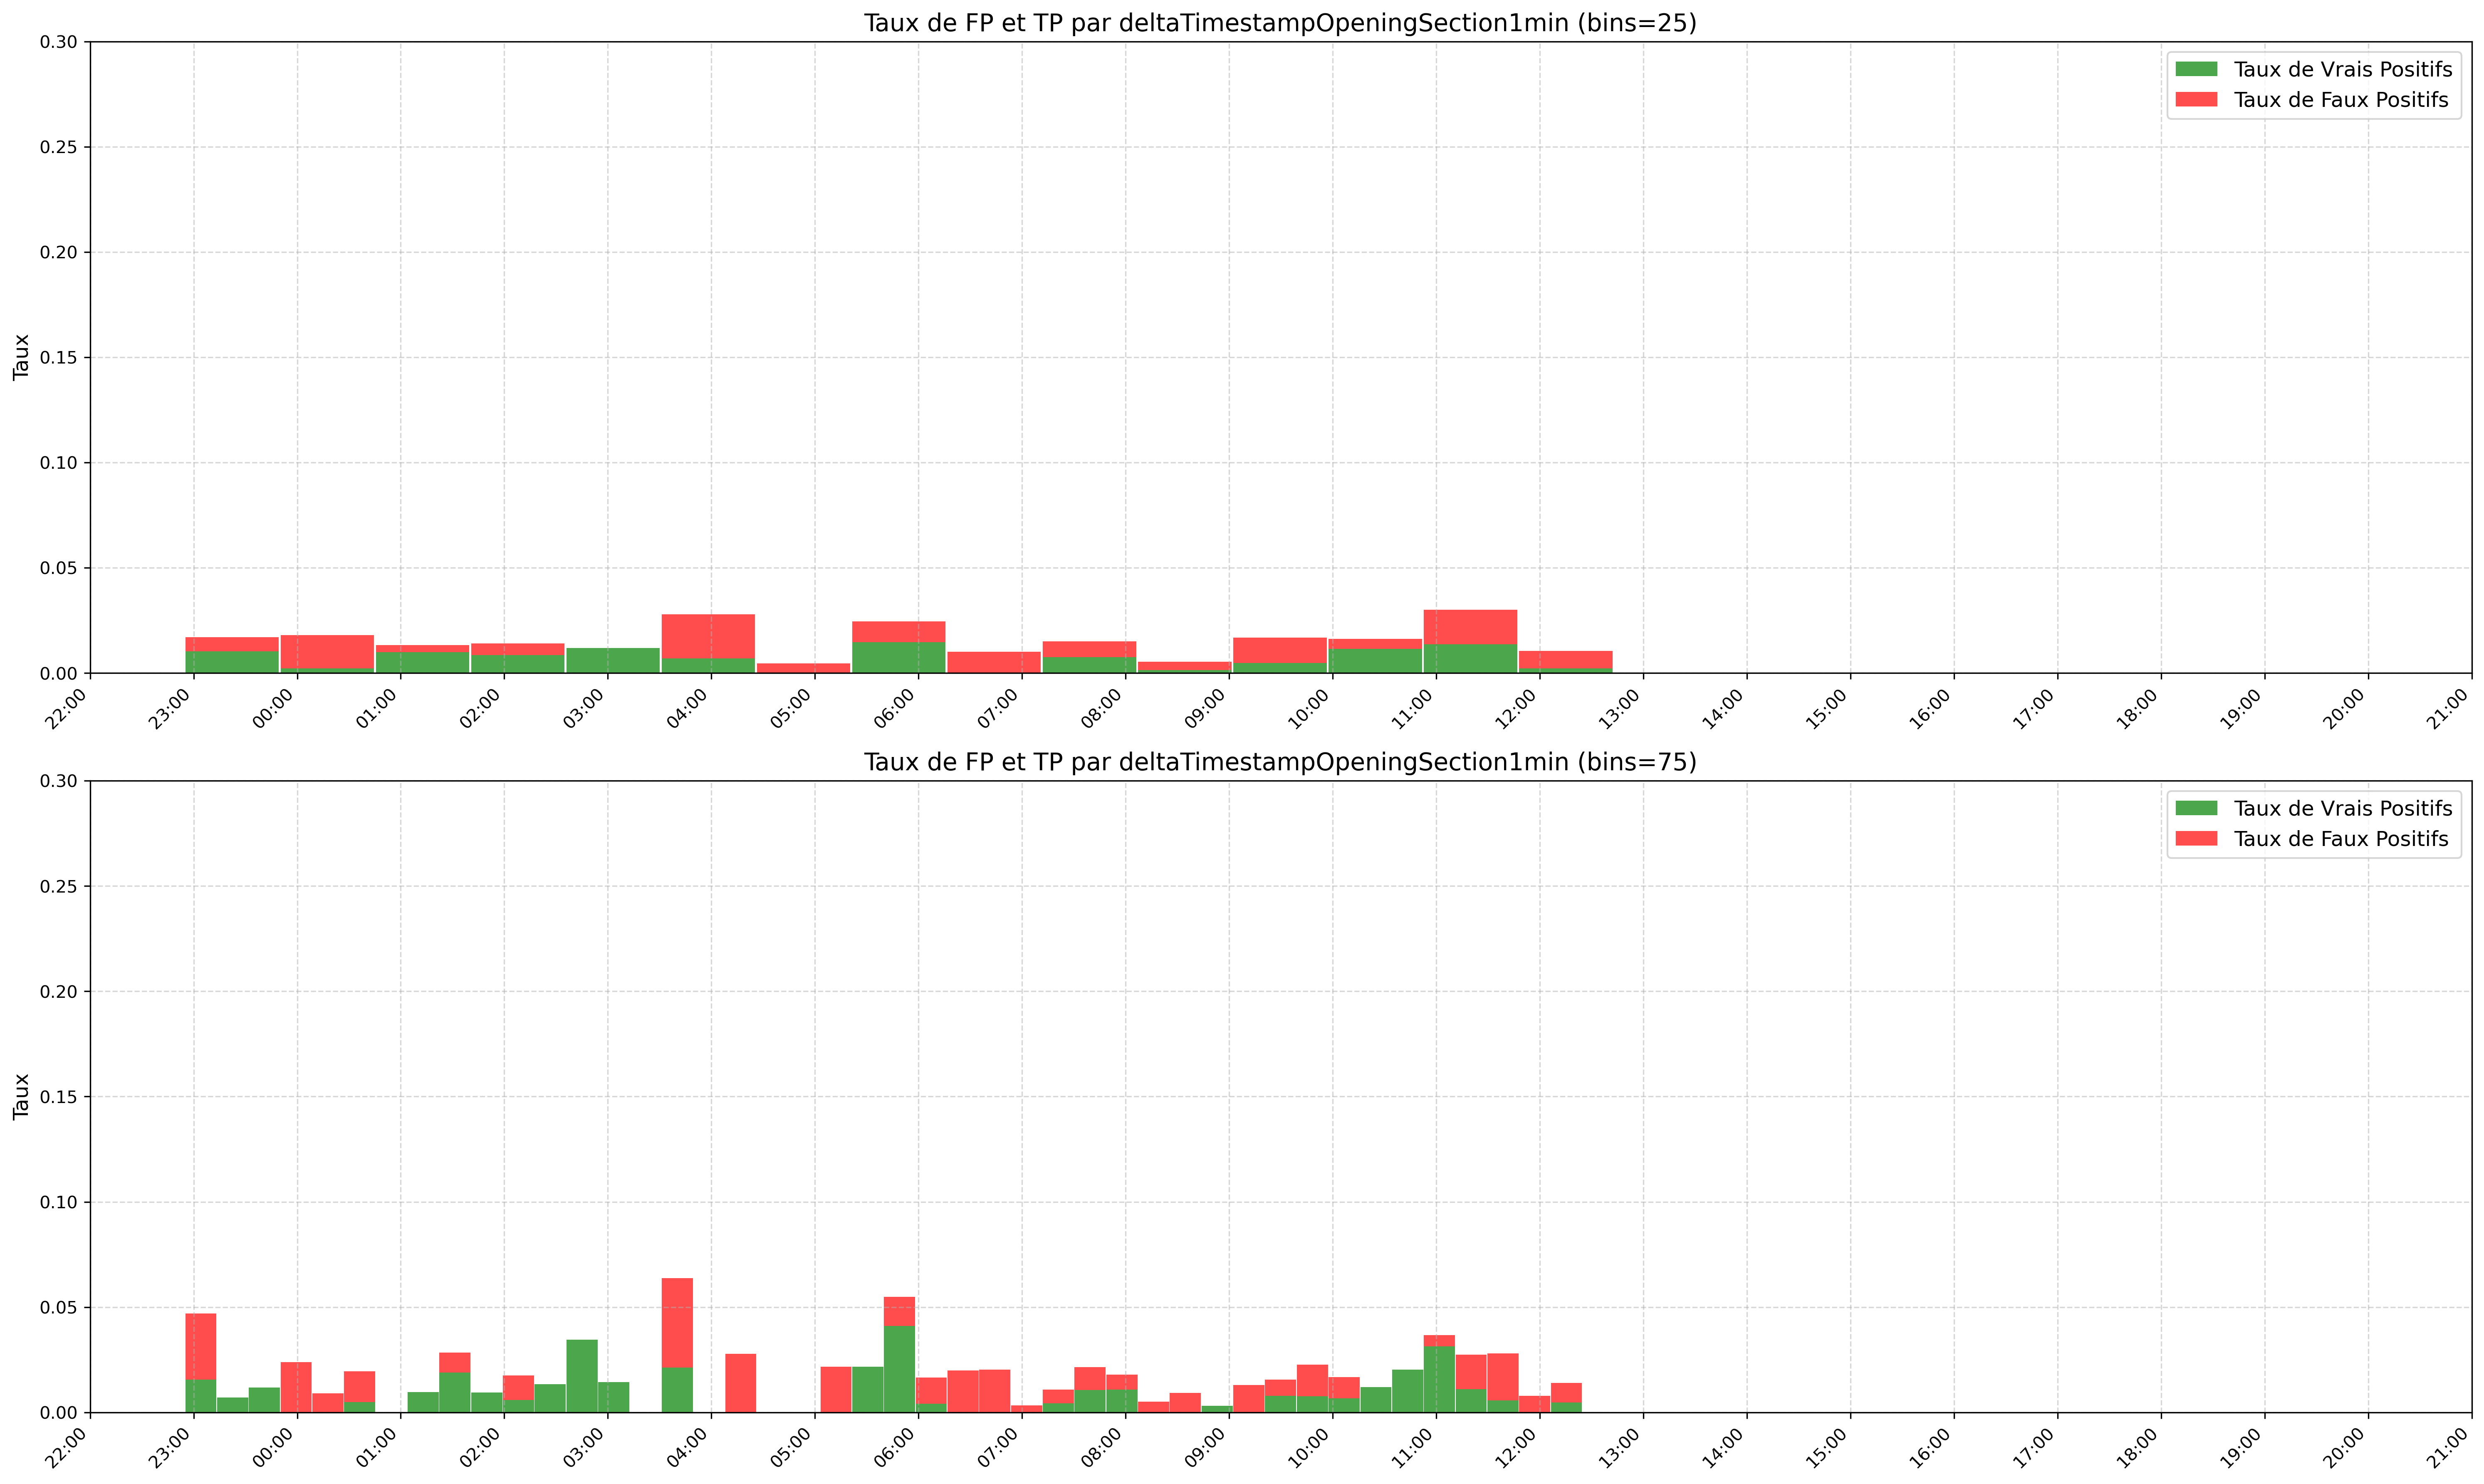 Taux de FP et TP par deltaTimestampOpeningSection1min (bins=25)
Taux de Vrais Positifs
Taux de Faux Positifs
Taux
0.30
0.25
0.20
0.15
0.10
0.05
0.00
22:00 23:00 00:00 01:00 02:00 03:00 04:00 05:00 06:00 07:00 08:00 09:00 10:00 11:00 12:00 13:00 14:00 15:00 16:00 17:00 18:00 19:00 20:00 21:00
Taux de FP et TP par deltaTimestampOpeningSection1min (bins=75)
Taux de Vrais Positifs
Taux de Faux Positifs
Taux
0.30
0.25
0.20
0.15
0.10
0.05
0.00
22:00 23:00 00:00 01:00 02:00 03:00 04:00 05:00 06:00 07:00 08:00 09:00 10:00 11:00 12:00 13:00 14:00 15:00 16:00 17:00 18:00 19:00 20:00 21:00